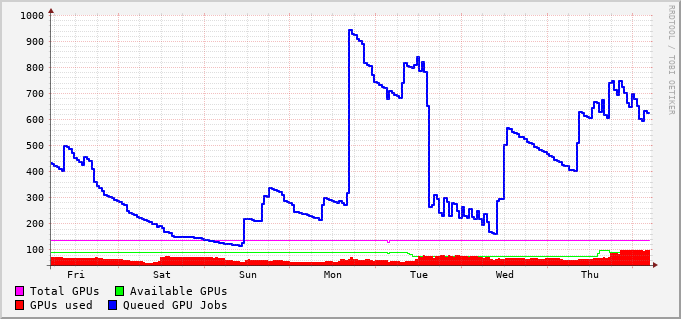 RRDTOOL / TOBI OETIKER
1000
900
800
700
600
500
400
300
200
100
Fri Sat Sun Mon Tue Wed Thu
Total GPUs Available GPUs
GPUs used Queued GPU Jobs